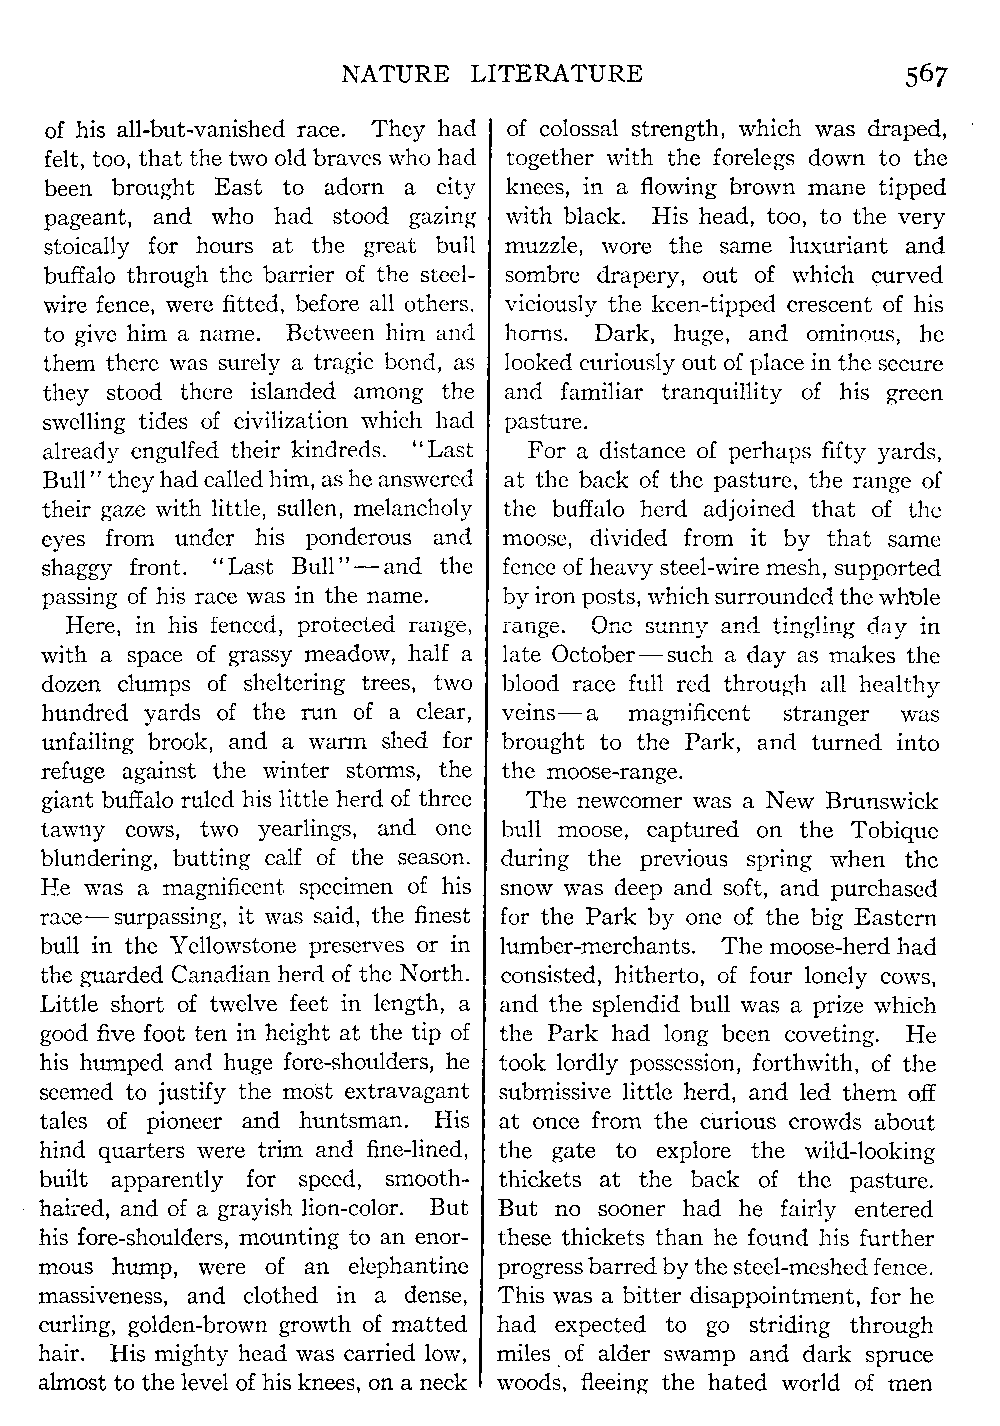 NATURE LITERATURE 567
of his all-but-vanished race. They had
felt, too, that the two old braves who had
been brought East to adorn a city
pageant, and who had stood gazing
stoically for hours at the great bull
buffalo through the barrier of the steel-
wire fence, were fitted, before all others,
to give him a name. Between him and
them there was surely a tragic bond, as
they stood there islanded among the
swelling tides of civilization which had
already engulfed their kindreds. "Last
Bull" they had called him, as he answered
their gaze with little, sullen, melancholy
eyes from under his ponderous and
shaggy front. "Last Bull"—and the
passing of his race was in the name.
Here, in his fenced, protected range,
with a space of grassy meadow, half a
dozen clumps of sheltering trees, two
hundred yards of the run of a clear,
unfailing brook, and a warm shed for
refuge against the winter storms, the
giant buffalo ruled his little herd of three
tawny cows, two yearlings, and one
blundering, butting calf of the season.
He was a magnificent specimen of his
race—surpassing, it was said, the finest
bull in the Yellowstone preserves or in
the guarded Canadian herd of the North.
Little short of twelve feet in length, a
good five foot ten in height at the tip of
his humped and huge fore-shoulders, he
seemed to justify the most extravagant
tales of pioneer and huntsman. His
hind quarters were trim and fine-lined,
built apparently for speed, smooth-
haired, and of a grayish lion-color. But
his fore-shoulders, mounting to an enor-
mous hump, were of an elephantine
massiveness, and clothed in a dense,
curling, golden-brown growth of matted
hair. His mighty head was carried low,
almost to the level of his knees, on a neck
of colossal strength, which was draped,
together with the forelegs down to the
knees, in a flowing brown mane tipped
with black. His head, too, to the very
muzzle, wore the same luxuriant and
sombre drapery, out of which curved
viciously the keen-tipped crescent of his
horns. Dark, huge, and ominous, he
looked curiously out of place in the secure
and familiar tranquillity of his green
pasture.
For a distance of perhaps fifty yards,
at the back of the pasture, the range of
the buffalo herd adjoined that of the
moose, divided from it by that same
fence of heavy steel-wire mesh, supported
by iron posts, which surrounded the whole
range. One sunny and tingling day in
late October—such a day as makes the
blood race full red through all healthy
veins—a magnificent stranger was
brought to the Park, and turned into
the moose-range.
The newcomer was a New Brunswick
bull moose, captured on the Tobique
during the previous spring when the
snow was deep and soft, and purchased
for the Park by one of the big Eastern
lumber-merchants. The moose-herd had
consisted, hitherto, of four lonely cows,
and the splendid bull was a prize which
the Park had long been coveting. He
took lordly possession, forthwith, of the
submissive little herd, and led them off
at once from the curious crowds about
the gate to explore the wild-looking
thickets at the back of the pasture.
But no sooner had he fairly entered
these thickets than he found his further
progress barred by the steel-meshed fence.
This was a bitter disappointment, for he
had expected to go striding through
miles of alder swamp and dark spruce
woods, fleeing the hated world of men